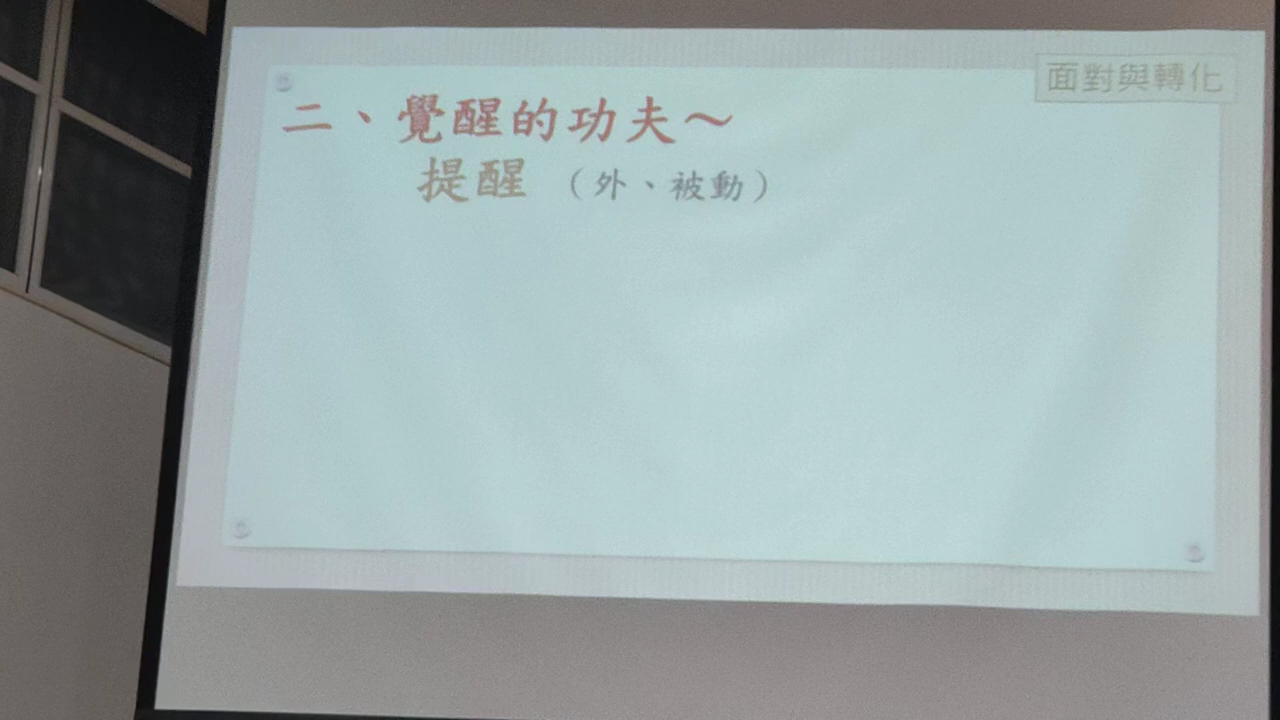 面對與轉化
二、覺醒的功夫～
提醒（外、被動）